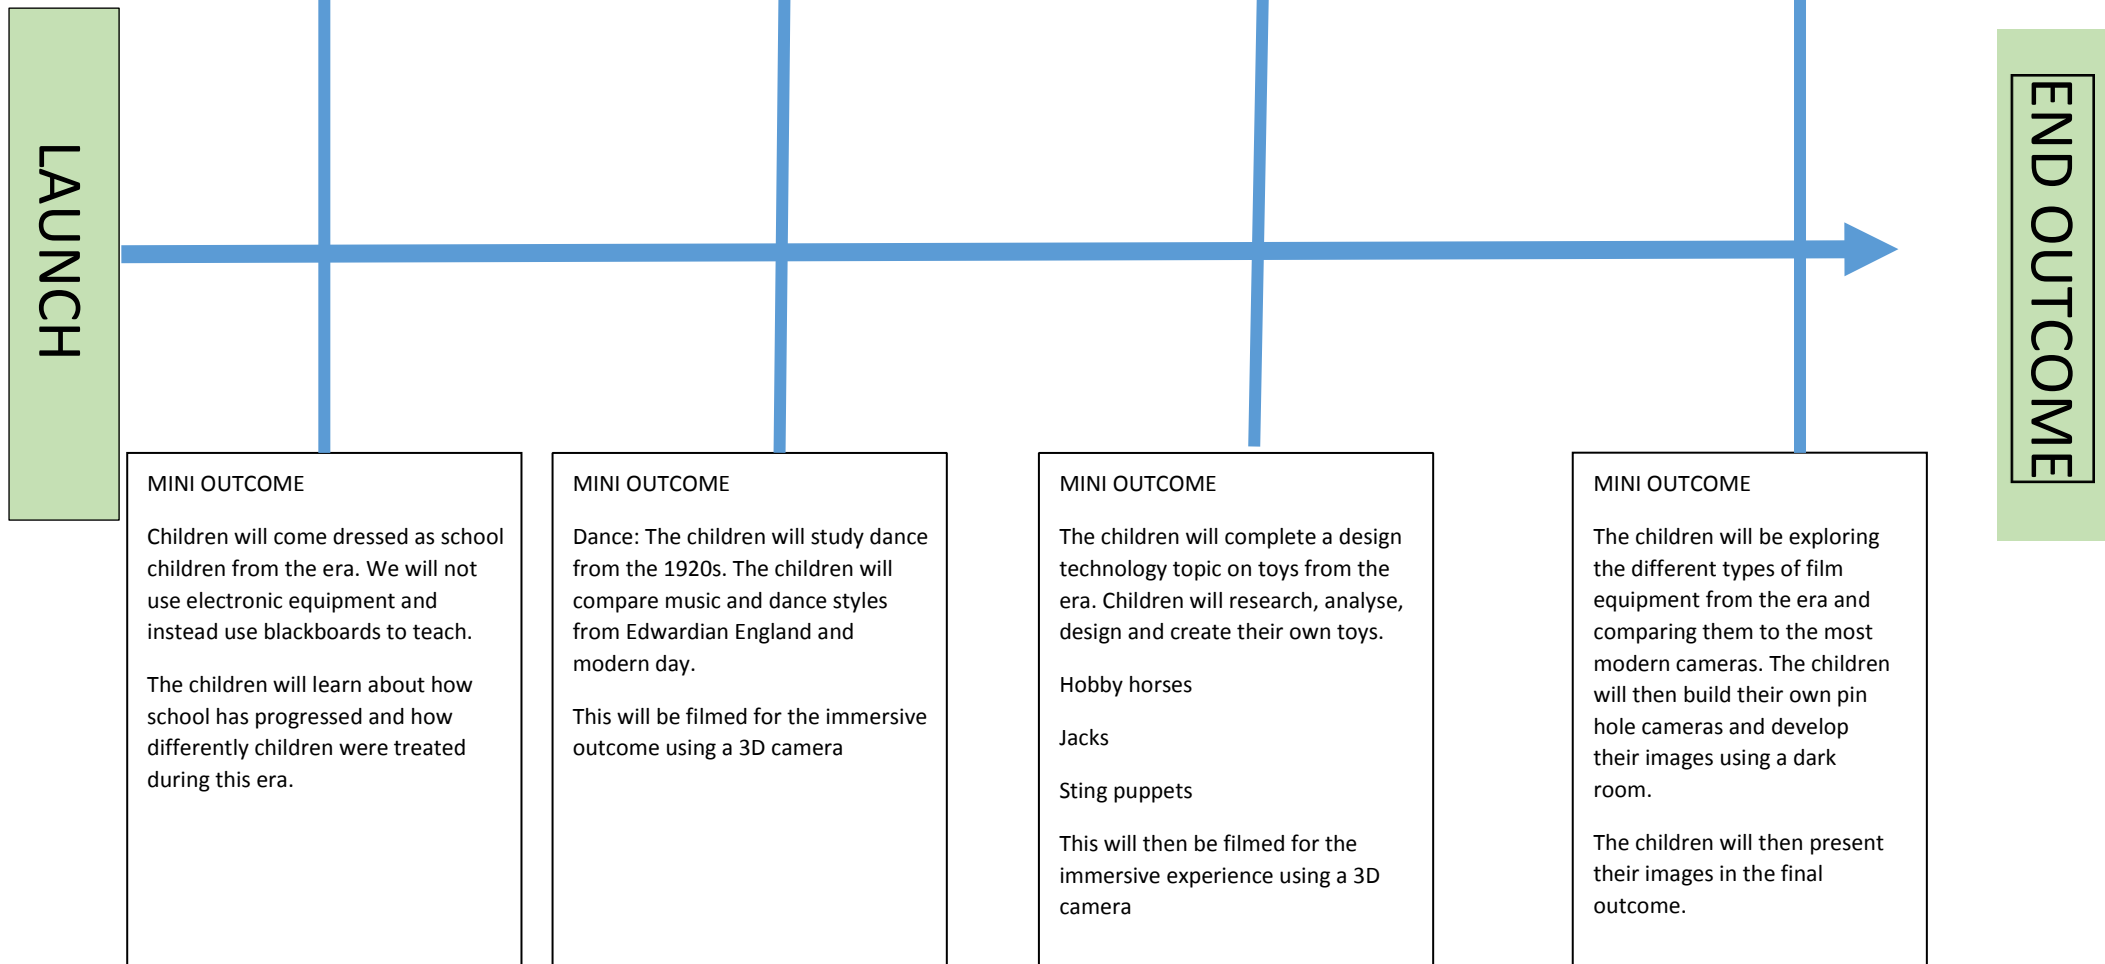 LAUNCH
MINI OUTCOME
Children will come dressed as school
children from the era. We will not
use electronic equipment and
instead use blackboards to teach.
The children will learn about how
school has progressed and how
differently children were treated
during this era.
MINI OUTCOME
Dance: The children will study dance
from the 1920s. The children will
compare music and dance styles
from Edwardian England and
modern day.
This will be filmed for the immersive
outcome using a 3D camera
MINI OUTCOME
The children will complete a design
technology topic on toys from the
era. Children will research, analyse,
design and create their own toys.
Hobby horses
Jacks
Sting puppets
This will then be filmed for the
immersive experience using a 3D
camera
MINI OUTCOME
The children will be exploring
the different types of film
equipment from the era and
comparing them to the most
modern cameras. The children
will then build their own pin
hole cameras and develop
their images using a dark
room.
The children will then present
their images in the final
outcome.
END OUTCOME